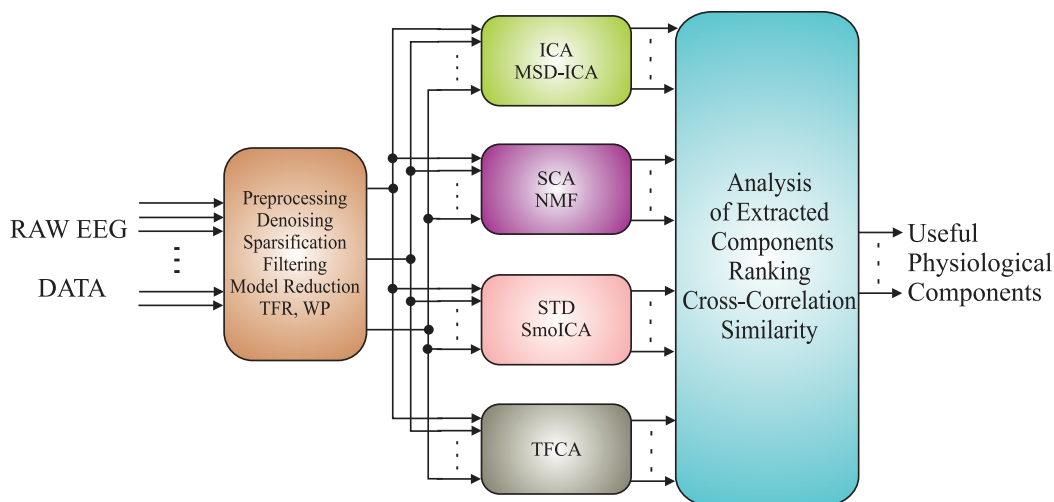 RAW EEG
DATA
Preprocessing
Denoising
Sparsification
Filtering
Model Reduction
TFR, WP
ICA
MSD-ICA
SCA
NMF
STD
SmoICA
TFCA
Analysis
of Extracted
Components
Ranking
Cross-Correlation
Similarity
Useful
Physiological
Components